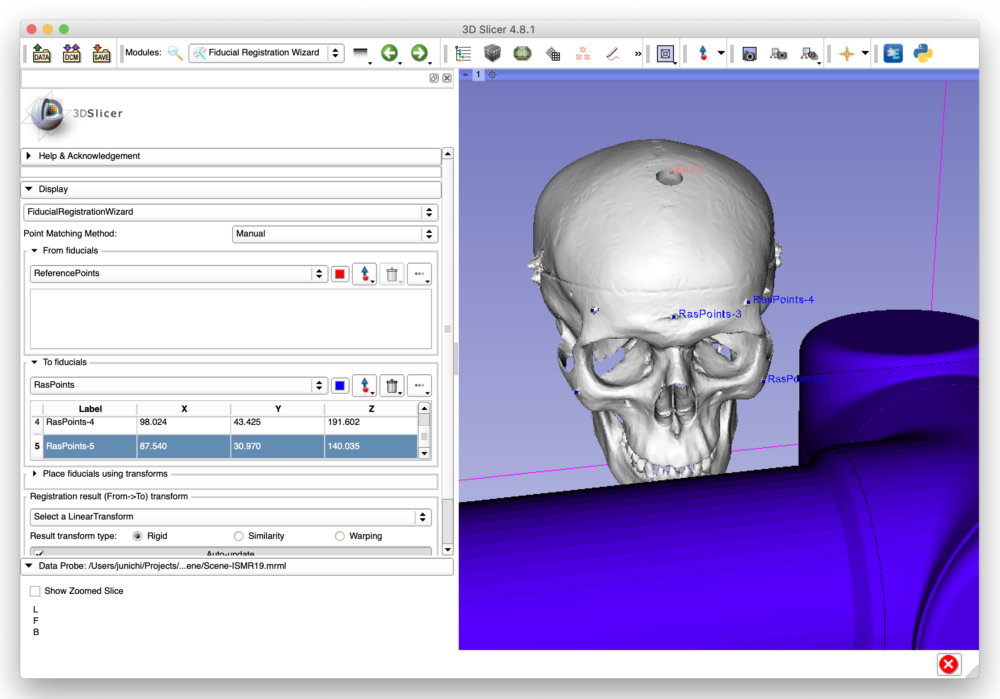 3D Slicer 4.8.1
DATA
DCM
SAVE
Modules:
Fiducial Registration Wizard
1
3DSlicer
Help & Acknowledgement
Display
FiducialRegistrationWizard
Point Matching Method:
Manual
From fiducials
ReferencePoints
To fiducials
RasPoints
Label X Y Z
4 RasPoints-4 98.024 43.425 191.602
5 RasPoints-5 87.540 30.970 140.035
Place fiducials using transforms
Registration result (From->To) transform
Select a LinearTransform
Result transform type: Rigid Similarity Warping
Auto-update
Data Probe: /Users/junichi/Projects/...ene/Scene-ISMR19.mrml
Show Zoomed Slice
L
F
B
Entry
RasPoints-4
RasPoints-3
RasPoints-5